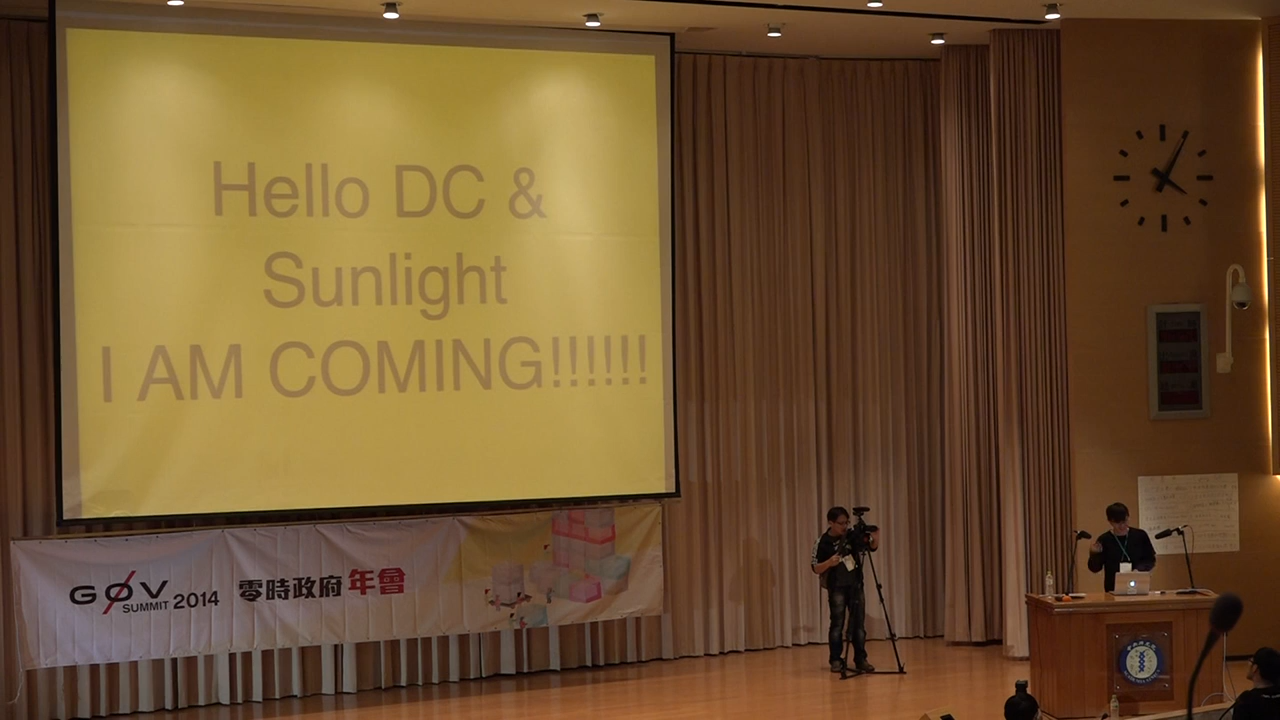 Hello DC &
Sunlight
I AM COMING!!!!!!
GØV
SUMMIT 2014
零時政府年會